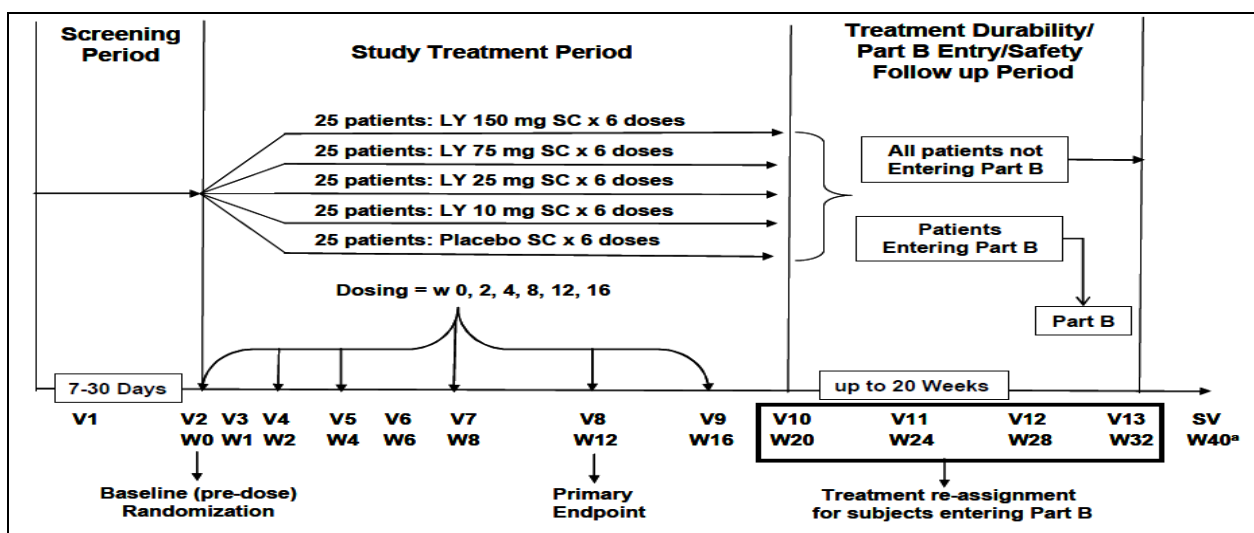 Screening
Period
Study Treatment Period
Treatment Durability/
Part B Entry/Safety
Follow up Period
25 patients: LY 150 mg SC x 6 doses
25 patients: LY 75 mg SC x 6 doses
25 patients: LY 25 mg SC x 6 doses
25 patients: LY 10 mg SC x 6 doses
25 patients: Placebo SC x 6 doses
All patients not
Entering Part B
Patients
Entering Part B
Part B
Dosing = w 0, 2, 4, 8, 12, 16
7-30 Days
up to 20 Weeks
V1 V2 V3 V4 V5 V6 V7 V8 V9 V10 V11 V12 V13 SV
W0 W1 W2 W4 W6 W8 W12 W16 W20 W24 W28 W32 W40ª
Baseline (pre-dose)
Randomization
Primary
Endpoint
Treatment re-assignment
for subjects entering Part B